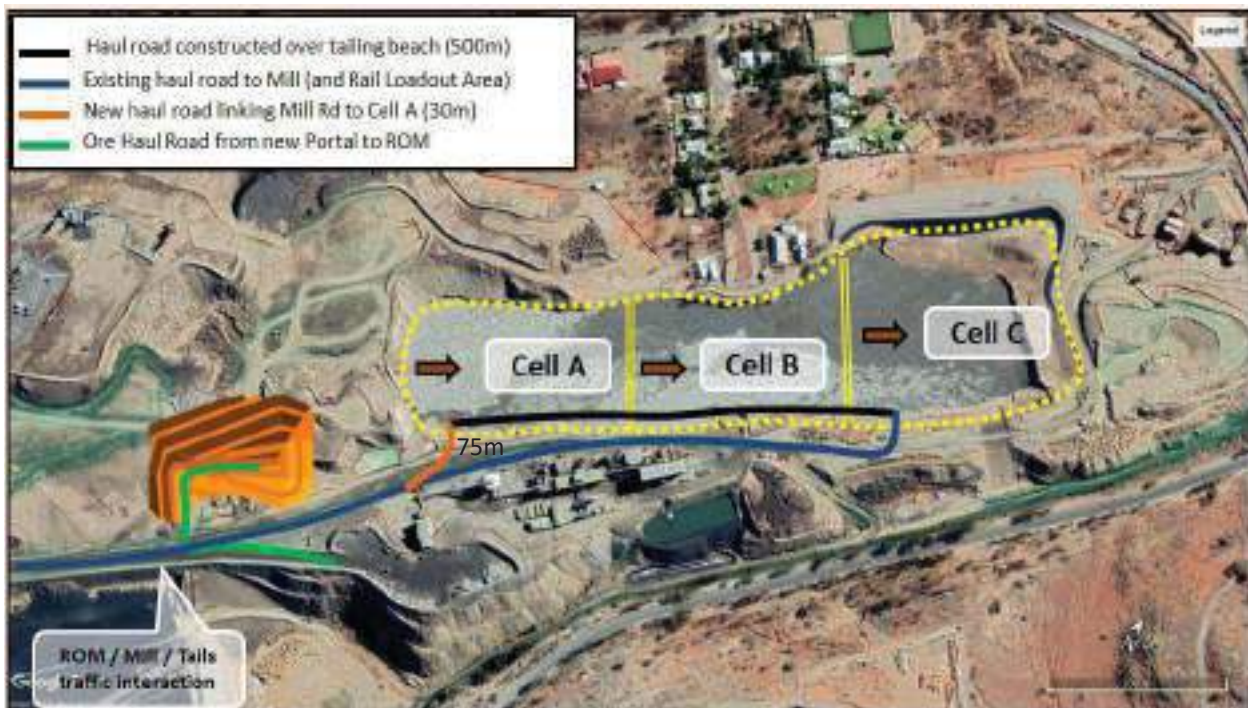 Haul road constructed over tailing beach (500m)
Existing haul road to Mill (and Rail Loadout Area)
New haul road linking Mill Rd to Cell A (30m)
Ore Haul Road from new Portal to ROM
Legend
Cell A
Cell B
Cell C
75m
ROM / Mill / Tails
traffic interaction